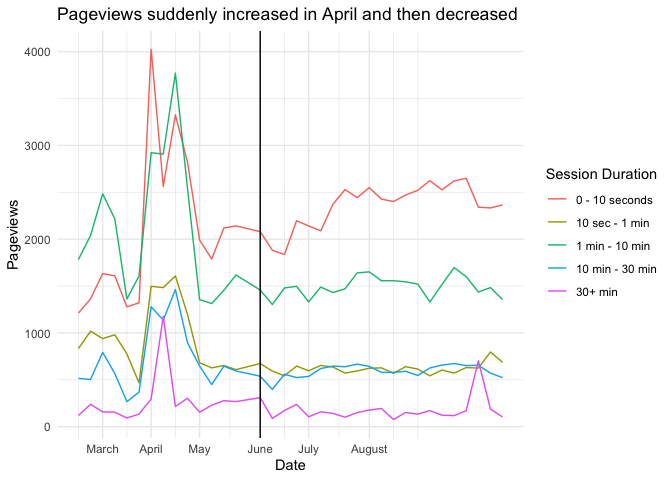 Pageviews suddenly increased in April and then decreased
4000
3000
2000
1000
0
Pageviews
March April May June July August
Date
Session Duration
0 - 10 seconds
10 sec - 1 min
1 min - 10 min
10 min - 30 min
30+ min